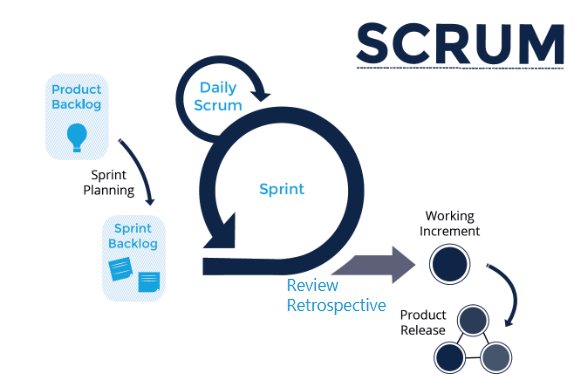 SCRUM
Product
Backlog
Daily
Scrum
Sprint
Planning
Sprint
Sprint
Backlog
Working
Increment
Review
Retrospective
Product
Release